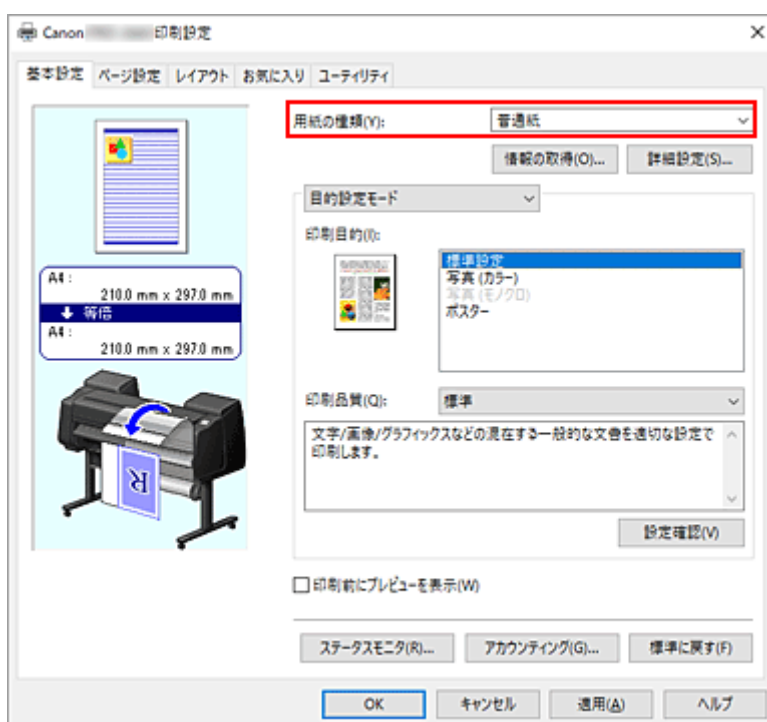 Canon 印刷設定
基本設定 ページ設定 レイアウト お気に入り ユーティリティ
用紙の種類(Y): 普通紙
情報の取得(O)... 詳細設定(S)...
目的設定モード
印刷目的(I):
標準設定
写真 (カラー)
写真 (モノクロ)
ポスター
A4 :
210.0 mm x 297.0 mm
等倍
A4 :
210.0 mm x 297.0 mm
R
印刷品質(Q): 標準
文字/画像/グラフィックスなどの混在する一般的な文書を適切な設定で
印刷します。
設定確認(V)
印刷前にプレビューを表示(W)
ステータスモニタ(R)... アカウンティング(G)... 標準に戻す(F)
OK キャンセル 適用(A) ヘルプ